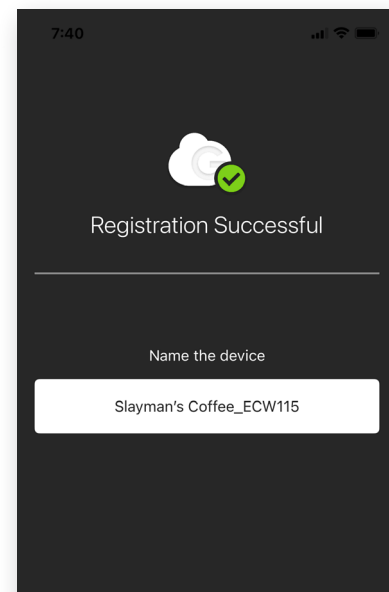 7:40
Registration Successful
Name the device
Slayman's Coffee_ECW115